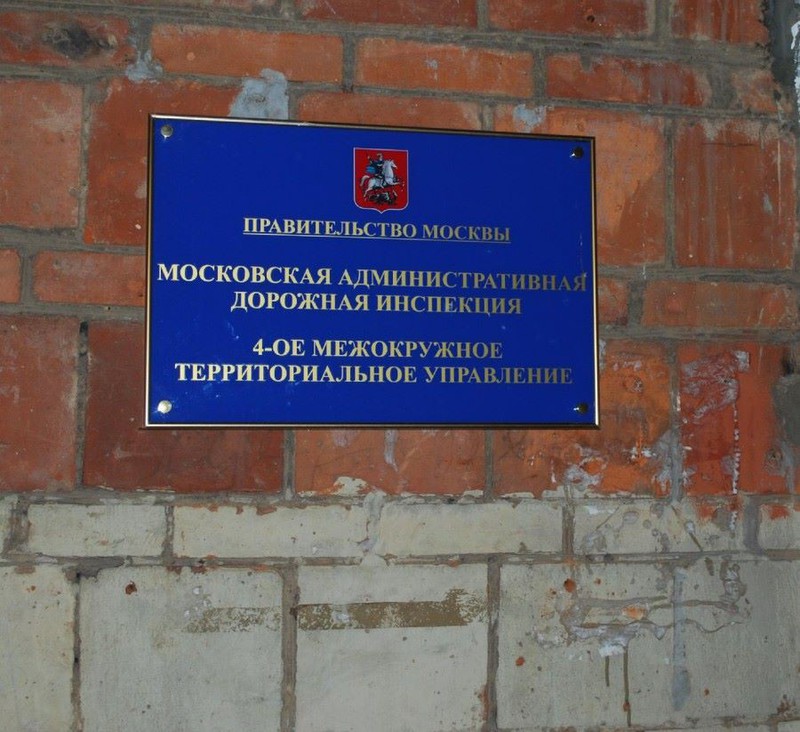 ПРАВИТЕЛЬСТВО МОСКВЫ
МОСКОВСКАЯ АДМИНИСТРАТИВНАЯ
ДОРОЖНАЯ ИНСПЕКЦИЯ
4-ОЕ МЕЖОКРУЖНОЕ
ТЕРРИТОРИАЛЬНОЕ УПРАВЛЕНИЕ